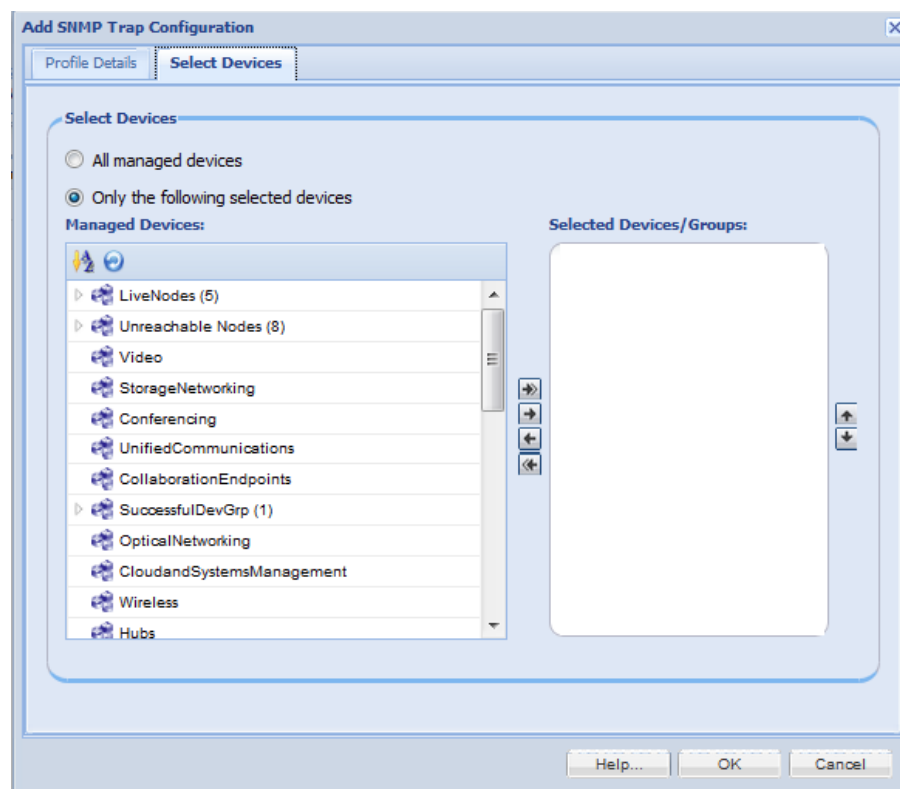 Add SNMP Trap Configuration
Profile Details
Select Devices
Select Devices
All managed devices
Only the following selected devices
Managed Devices:
Selected Devices/Groups:
LiveNodes (5)
Unreachable Nodes (8)
Video
StorageNetworking
Conferencing
UnifiedCommunications
CollaborationEndpoints
SuccessfulDevGrp (1)
OpticalNetworking
CloudandSystemsManagement
Wireless
Hubs
Help...
OK
Cancel